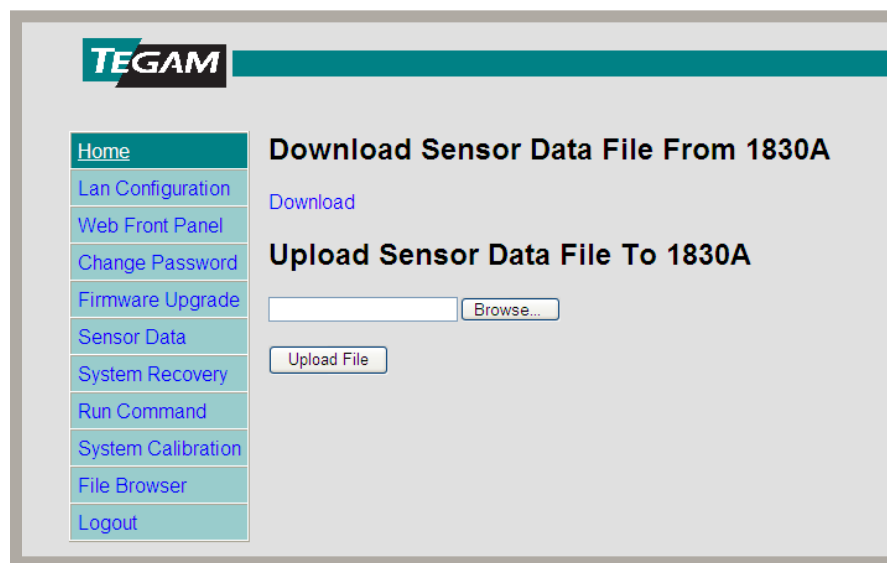 TEGAM
Home
Lan Configuration
Web Front Panel
Change Password
Firmware Upgrade
Sensor Data
System Recovery
Run Command
System Calibration
File Browser
Logout
Download Sensor Data File From 1830A
Download
Upload Sensor Data File To 1830A
Browse...
Upload File